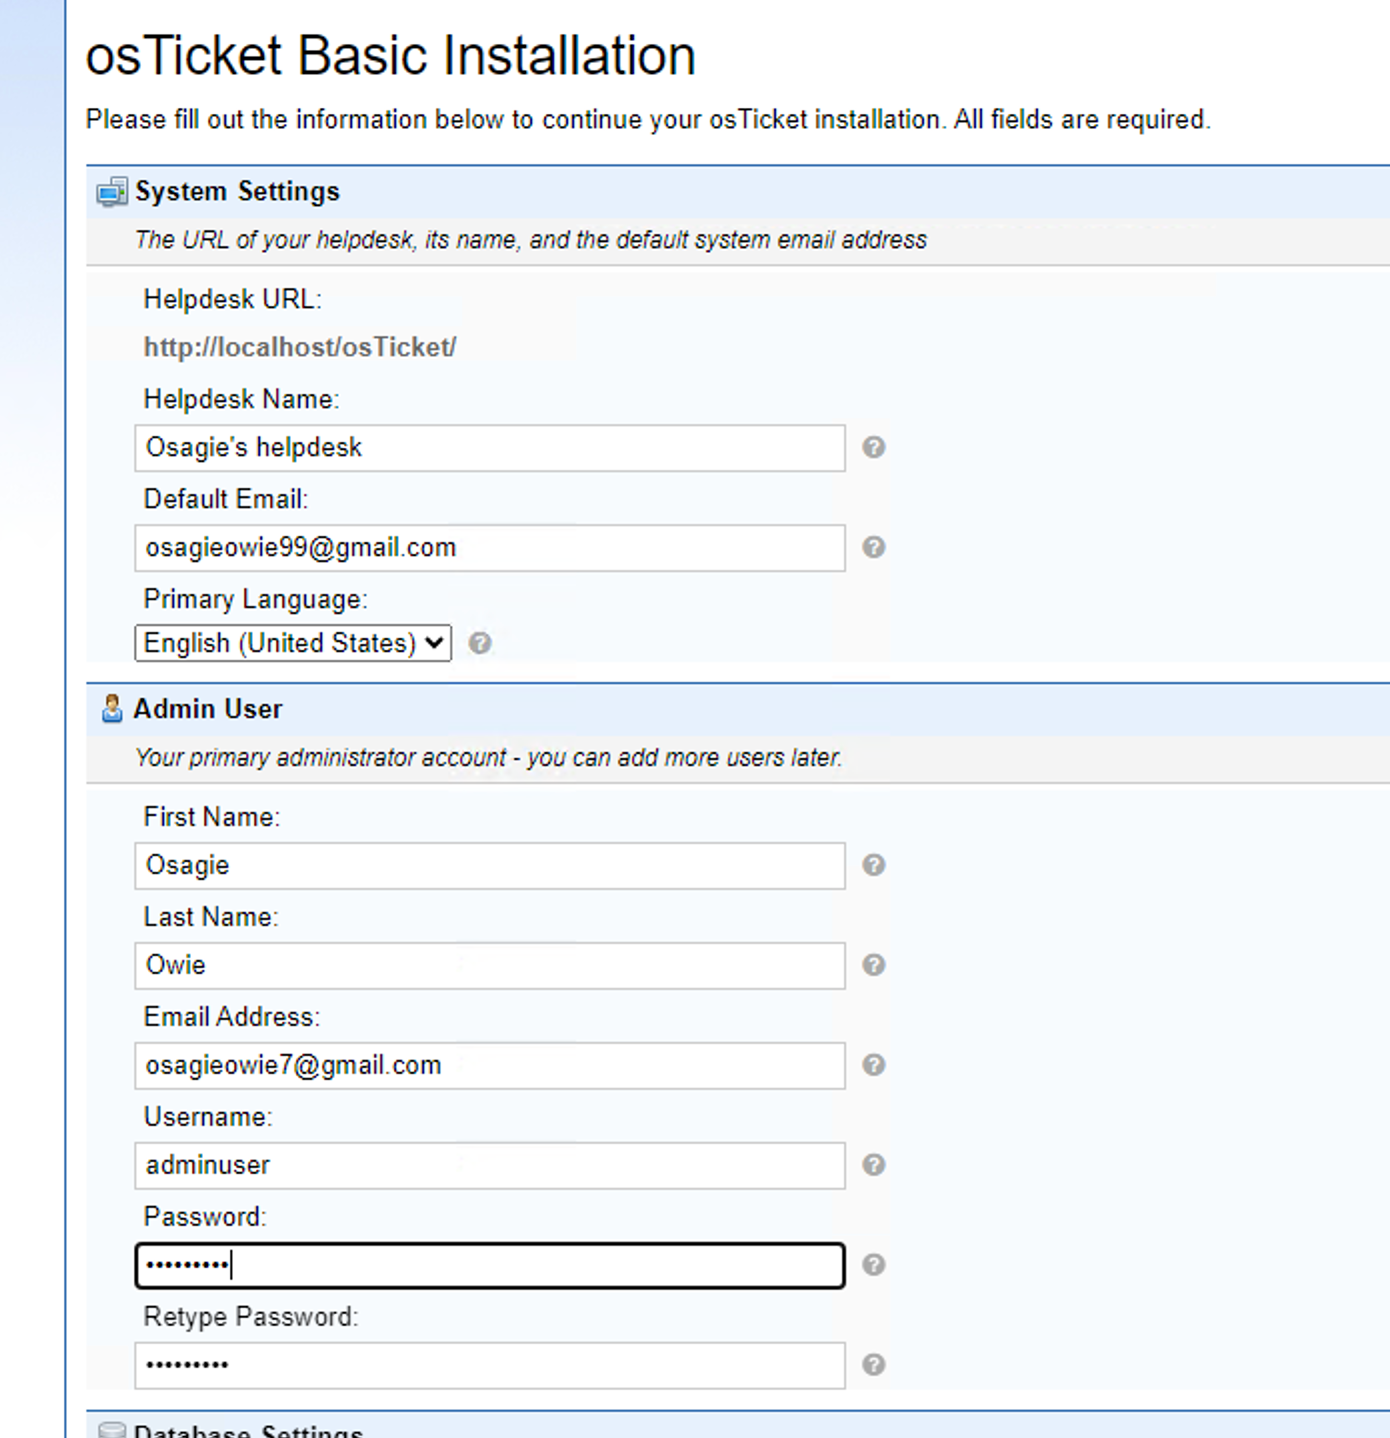 osTicket Basic Installation
Please fill out the information below to continue your osTicket installation. All fields are required.
System Settings
The URL of your helpdesk, its name, and the default system email address
Helpdesk URL:
http://localhost/osTicket/
Helpdesk Name:
Osagie's helpdesk
Default Email:
osagieowie99@gmail.com
Primary Language:
English (United States)
Admin User
Your primary administrator account - you can add more users later.
First Name:
Osagie
Last Name:
Owie
Email Address:
osagieowie7@gmail.com
Username:
adminuser
Password:
•••••••••
Retype Password:
•••••••••
Database Settings